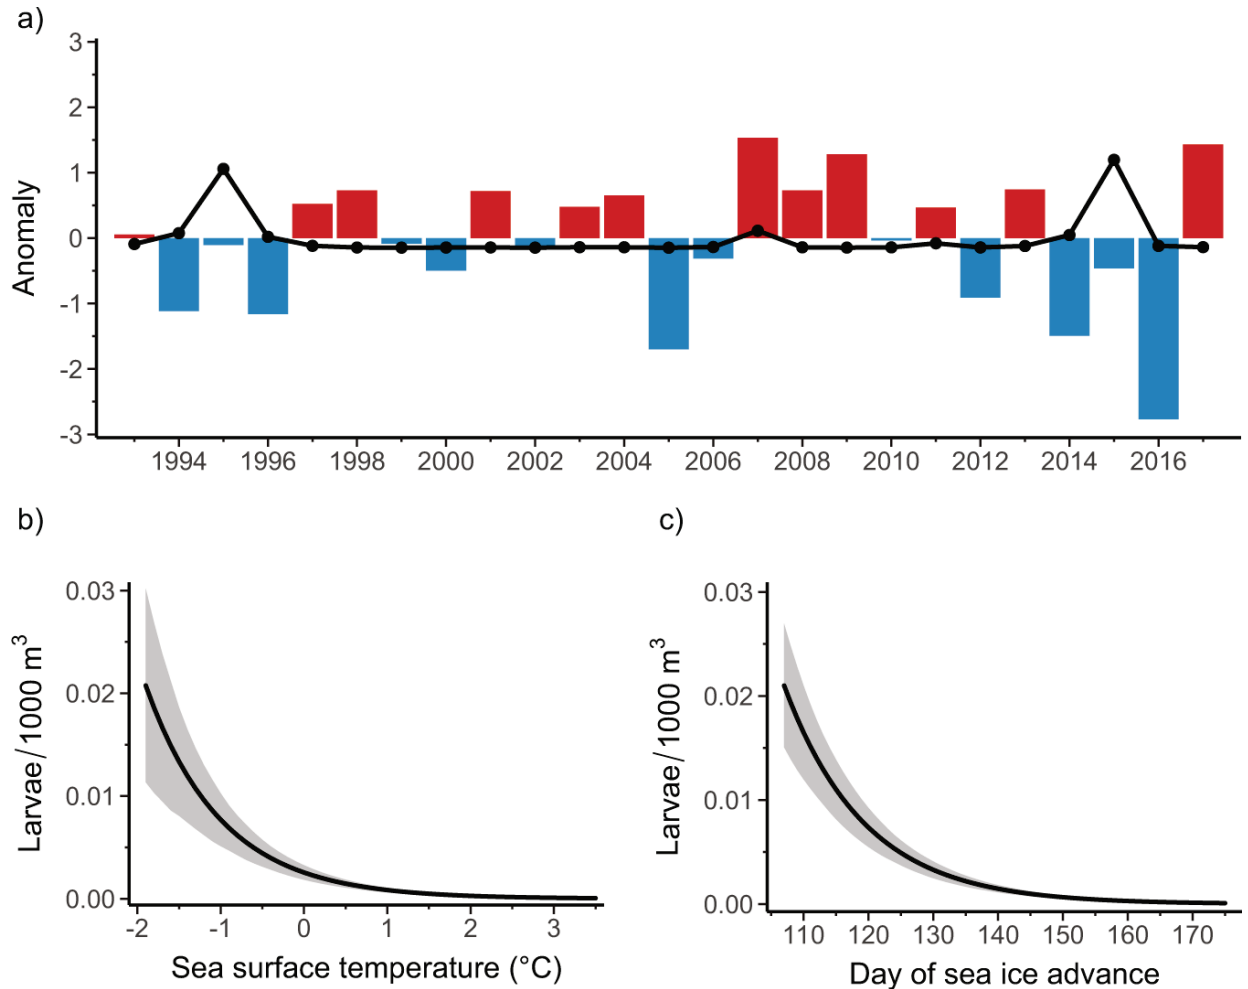 a)
3
2
1
0
-1
-2
-3
Anomaly
1994 1996 1998 2000 2002 2004 2006 2008 2010 2012 2014 2016
b)
0.03
0.02
0.01
0.00
Larvae/1000 m³
-2 -1 0 1 2 3
Sea surface temperature (°C)
c)
0.03
0.02
0.01
0.00
Larvae/1000 m³
110 120 130 140 150 160 170
Day of sea ice advance